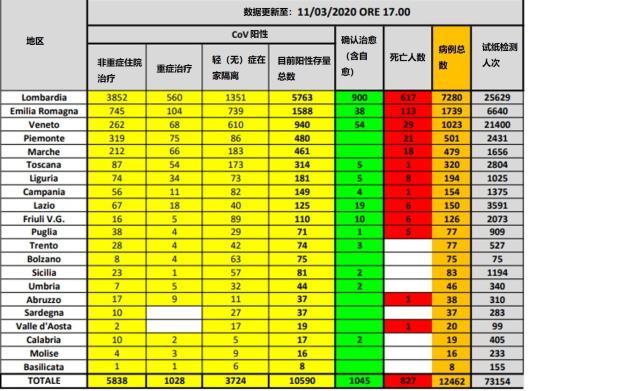 数据更新至：11/03/2020 ORE 17.00
地区
CoV 阳性
确认治愈（含自愈）
死亡人数
病例总数
试纸检测人次
非重症住院治疗
重症治疗
轻（无）症在家隔离
目前阳性存量总数
Lombardia 3852 560 1351 5763 900 617 7280 25629
Emilia Romagna 745 104 739 1588 38 113 1739 6640
Veneto 262 68 610 940 54 29 1023 21400
Piemonte 319 75 86 480 21 501 2431
Marche 212 66 183 461 18 479 1656
Toscana 87 54 173 314 5 1 320 2804
Liguria 74 34 73 181 5 8 194 1025
Campania 56 11 82 149 4 1 154 1375
Lazio 67 18 40 125 19 6 150 3591
Friuli V.G. 16 5 89 110 10 6 126 2073
Puglia 38 4 29 71 1 5 77 909
Trento 28 4 42 74 3 77 527
Bolzano 8 4 63 75 75 75
Sicilia 23 1 57 81 2 83 1194
Umbria 7 5 32 44 2 46 340
Abruzzo 17 9 11 37 1 38 310
Sardegna 10 27 37 37 283
Valle d'Aosta 2 17 19 1 20 99
Calabria 10 2 5 17 2 19 405
Molise 4 3 9 16 16 233
Basilicata 1 1 6 8 8 155
TOTALE 5838 1028 3724 10590 1045 827 12462 73154